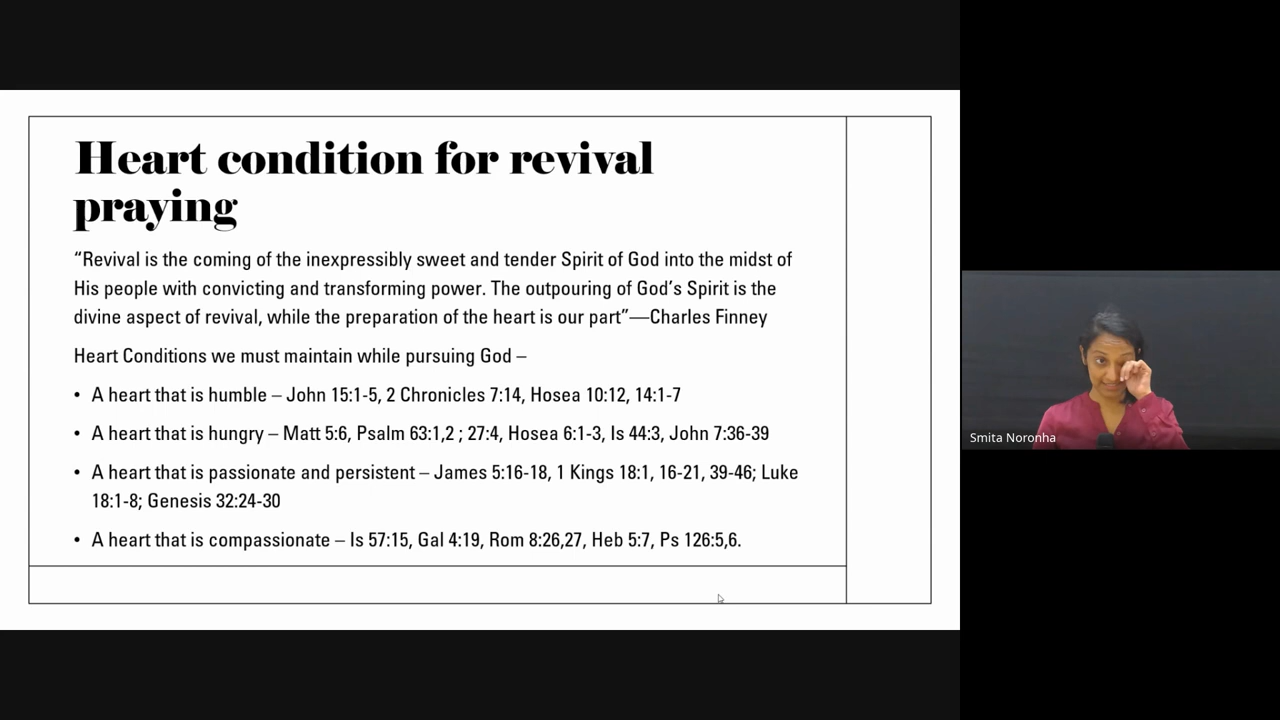 Heart condition for revival
praying
“Revival is the coming of the inexpressibly sweet and tender Spirit of God into the midst of
His people with convicting and transforming power. The outpouring of God’s Spirit is the
divine aspect of revival, while the preparation of the heart is our part”—Charles Finney
Heart Conditions we must maintain while pursuing God –
• A heart that is humble – John 15:1-5, 2 Chronicles 7:14, Hosea 10:12, 14:1-7
• A heart that is hungry – Matt 5:6, Psalm 63:1,2 ; 27:4, Hosea 6:1-3, Is 44:3, John 7:36-39
• A heart that is passionate and persistent – James 5:16-18, 1 Kings 18:1, 16-21, 39-46; Luke
18:1-8; Genesis 32:24-30
• A heart that is compassionate – Is 57:15, Gal 4:19, Rom 8:26,27, Heb 5:7, Ps 126:5,6.
Smita Noronha